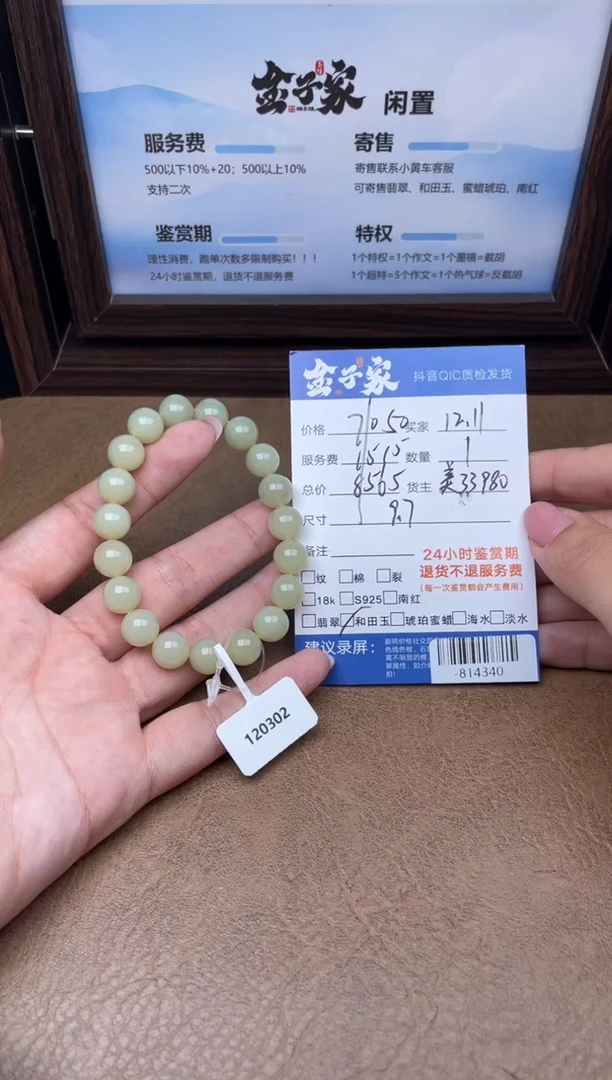 金子家 闲置
服务费
500以下10%+20；500以上10%
支持二次
寄售
寄售联系小黄车客服
可寄售翡翠、和田玉、蜜蜡琥珀、南红
鉴赏期
理性消费，跑单次数多限制购买！！！
24小时鉴赏期，退货不退服务费
特权
1个特权=1个作文=1个墨镜=截胡
1个超特=5个作文=1个热气球=反截胡
金子家 抖音QIC质检发货
价格 7050 买家 12.11
服务费 1515 数量 1
总价 8565 货主 美33980
尺寸 9.7
备注
24小时鉴赏期
退货不退服务费
(每一次鉴赏都会产生费用)
纹 棉 裂
18k S925 南红
翡翠 和田玉 琥珀蜜蜡 海水 淡水
建议录屏：
-814340
120302